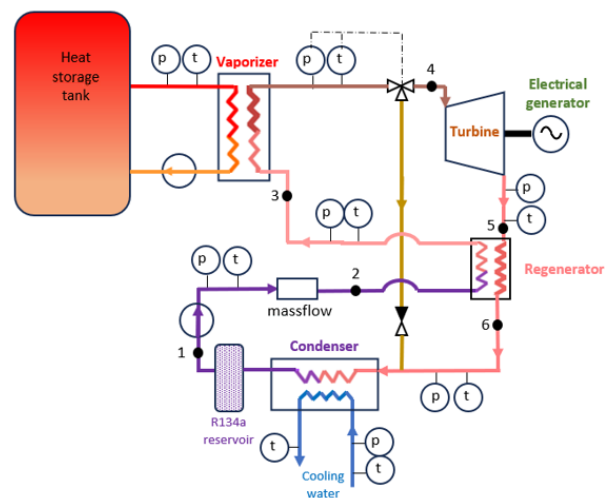 Heat
storage
tank
p
t
Vaporizer
p
t
4
Electrical
generator
Turbine
3
p
t
p
t
5
Regenerator
p
t
2
massflow
6
1
Condenser
R134a
reservoir
p
t
t
p
t
Cooling
water